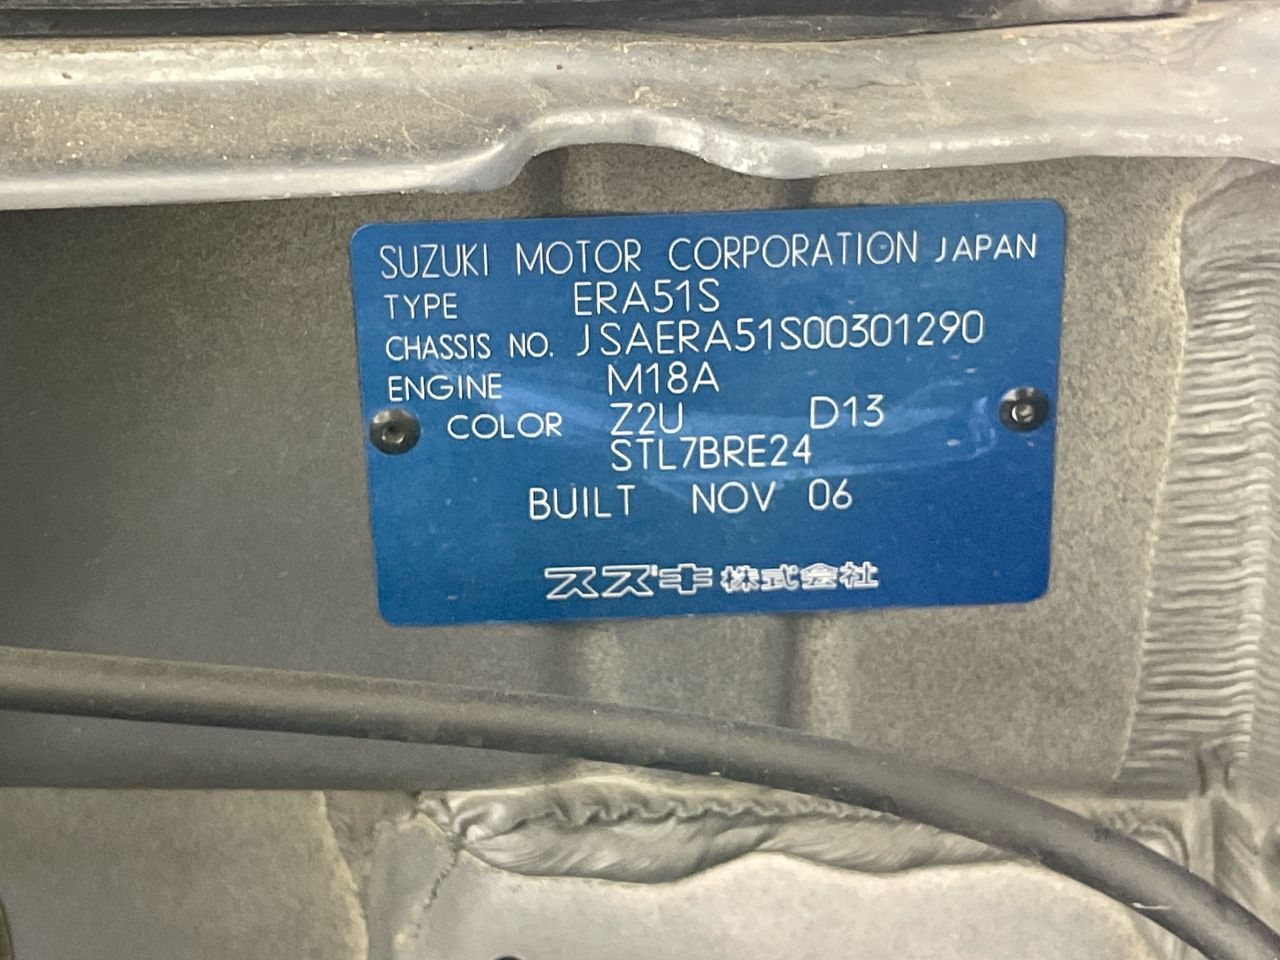 SUZUKI MOTOR CORPORATION JAPAN
TYPE ERA51S
CHASSIS NO. JSAERA51S00301290
ENGINE M18A
COLOR Z2U D13
STL7BRE24
BUILT NOV 06
スズキ株式会社